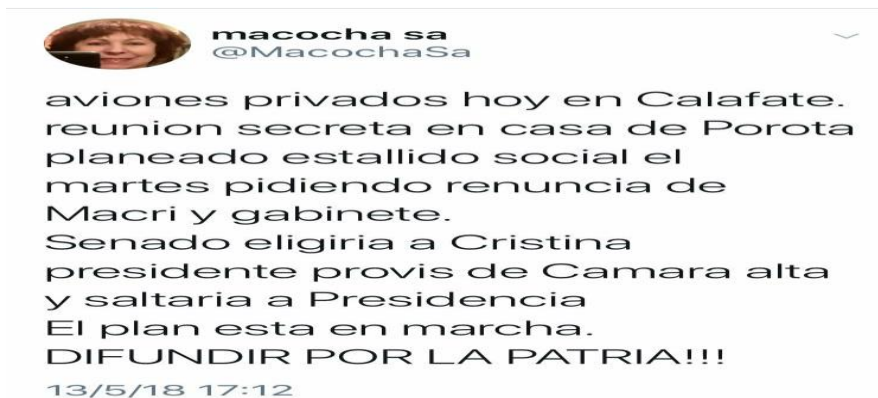 macocha sa
@MacochaSa
aviones privados hoy en Calafate.
reunion secreta en casa de Porota
planeado estallido social el
martes pidiendo renuncia de
Macri y gabinete.
Senado eligiria a Cristina
presidente provis de Camara alta
y saltaria a Presidencia
El plan esta en marcha.
DIFUNDIR POR LA PATRIA!!!
13/5/18 17:12